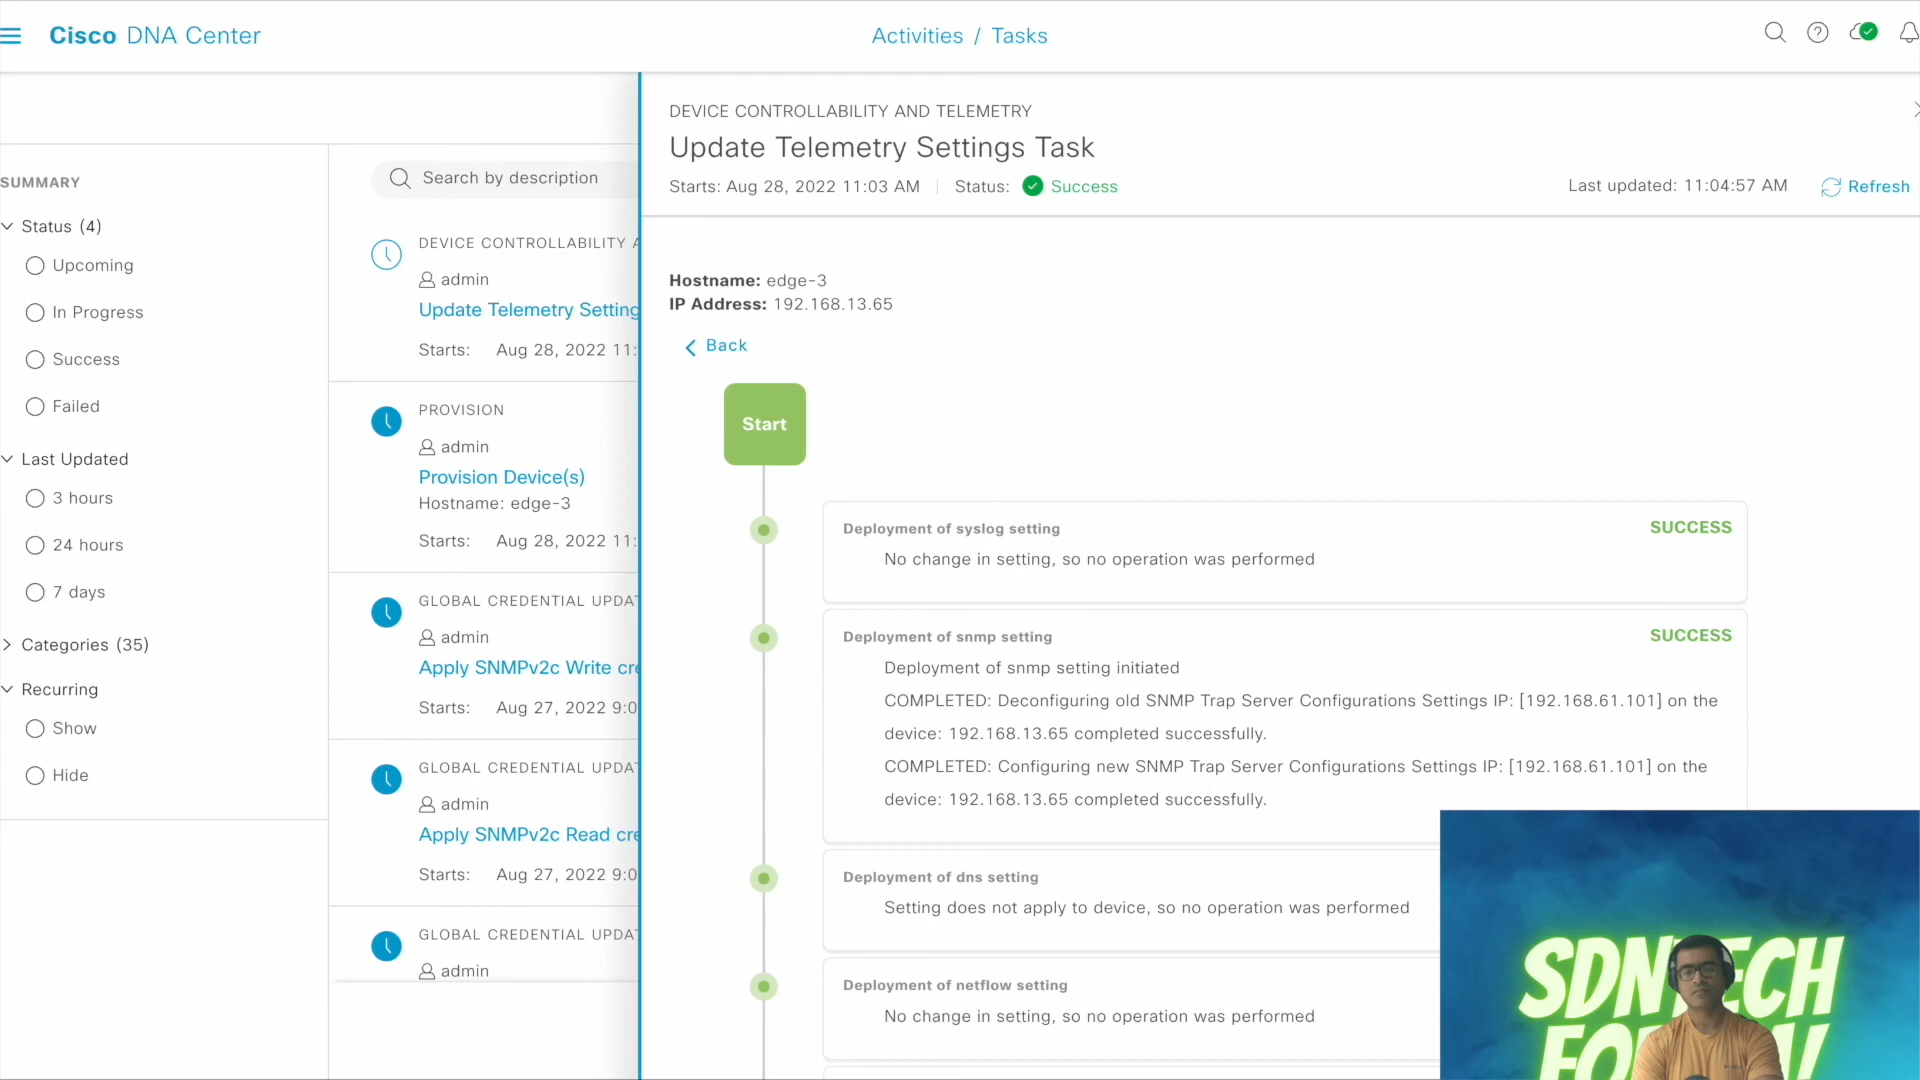 Cisco DNA Center
Activities / Tasks
SUMMARY
Status (4)
Upcoming
In Progress
Success
Failed
Last Updated
3 hours
24 hours
7 days
Categories (35)
Recurring
Show
Hide
Search by description
DEVICE CONTROLLABILITY A
admin
Update Telemetry Setting
Starts: Aug 28, 2022 11:
PROVISION
admin
Provision Device(s)
Hostname: edge-3
Starts: Aug 28, 2022 11:
GLOBAL CREDENTIAL UPDAT
admin
Apply SNMPv2c Write cre
Starts: Aug 27, 2022 9:0
GLOBAL CREDENTIAL UPDAT
admin
Apply SNMPv2c Read cre
Starts: Aug 27, 2022 9:0
GLOBAL CREDENTIAL UPDAT
admin
DEVICE CONTROLLABILITY AND TELEMETRY
Update Telemetry Settings Task
Starts: Aug 28, 2022 11:03 AM Status: Success
Last updated: 11:04:57 AM Refresh
Hostname: edge-3
IP Address: 192.168.13.65
Back
Start
Deployment of syslog setting SUCCESS
No change in setting, so no operation was performed
Deployment of snmp setting SUCCESS
Deployment of snmp setting initiated
COMPLETED: Deconfiguring old SNMP Trap Server Configurations Settings IP: [192.168.61.101] on the
device: 192.168.13.65 completed successfully.
COMPLETED: Configuring new SNMP Trap Server Configurations Settings IP: [192.168.61.101] on the
device: 192.168.13.65 completed successfully.
Deployment of dns setting
Setting does not apply to device, so no operation was performed
Deployment of netflow setting
No change in setting, so no operation was performed